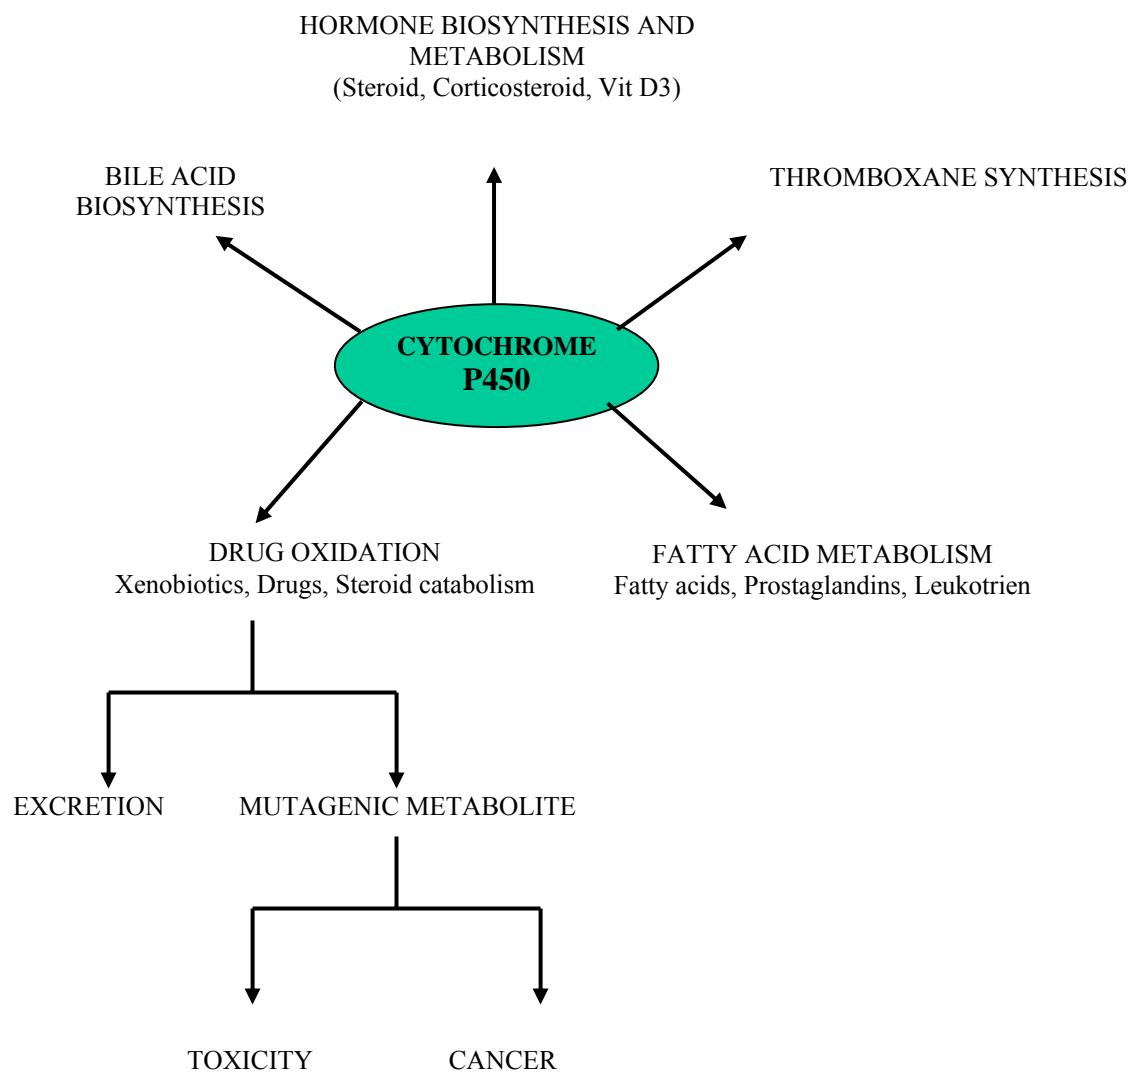 HORMONE BIOSYNTHESIS AND
METABOLISM
(Steroid, Corticosteroid, Vit D3)
BILE ACID
BIOSYNTHESIS
THROMBOXANE SYNTHESIS
CYTOCHROME
P450
DRUG OXIDATION
Xenobiotics, Drugs, Steroid catabolism
FATTY ACID METABOLISM
Fatty acids, Prostaglandins, Leukotrien
EXCRETION
MUTAGENIC METABOLITE
TOXICITY
CANCER